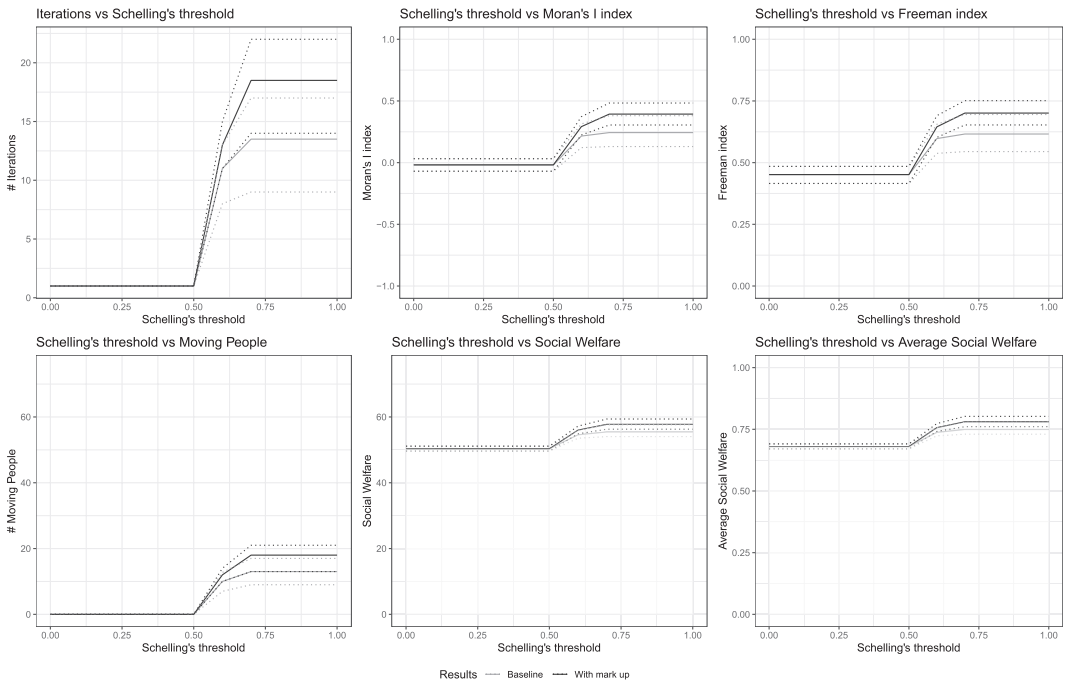 Iterations vs Schelling's threshold
# Iterations
20
15
10
5
0
0.00 0.25 0.50 0.75 1.00
Schelling's threshold
Schelling's threshold vs Moran's I index
Moran's I index
1.0
0.5
0.0
−0.5
−1.0
0.00 0.25 0.50 0.75 1.00
Schelling's threshold
Schelling's threshold vs Freeman index
Freeman index
1.00
0.75
0.50
0.25
0.00
0.00 0.25 0.50 0.75 1.00
Schelling's threshold
Schelling's threshold vs Moving People
# Moving People
60
40
20
0
0.00 0.25 0.50 0.75 1.00
Schelling's threshold
Schelling's threshold vs Social Welfare
Social Welfare
60
40
20
0
0.00 0.25 0.50 0.75 1.00
Schelling's threshold
Schelling's threshold vs Average Social Welfare
Average Social Welfare
1.00
0.75
0.50
0.25
0.00
0.00 0.25 0.50 0.75 1.00
Schelling's threshold
Results Baseline With mark up